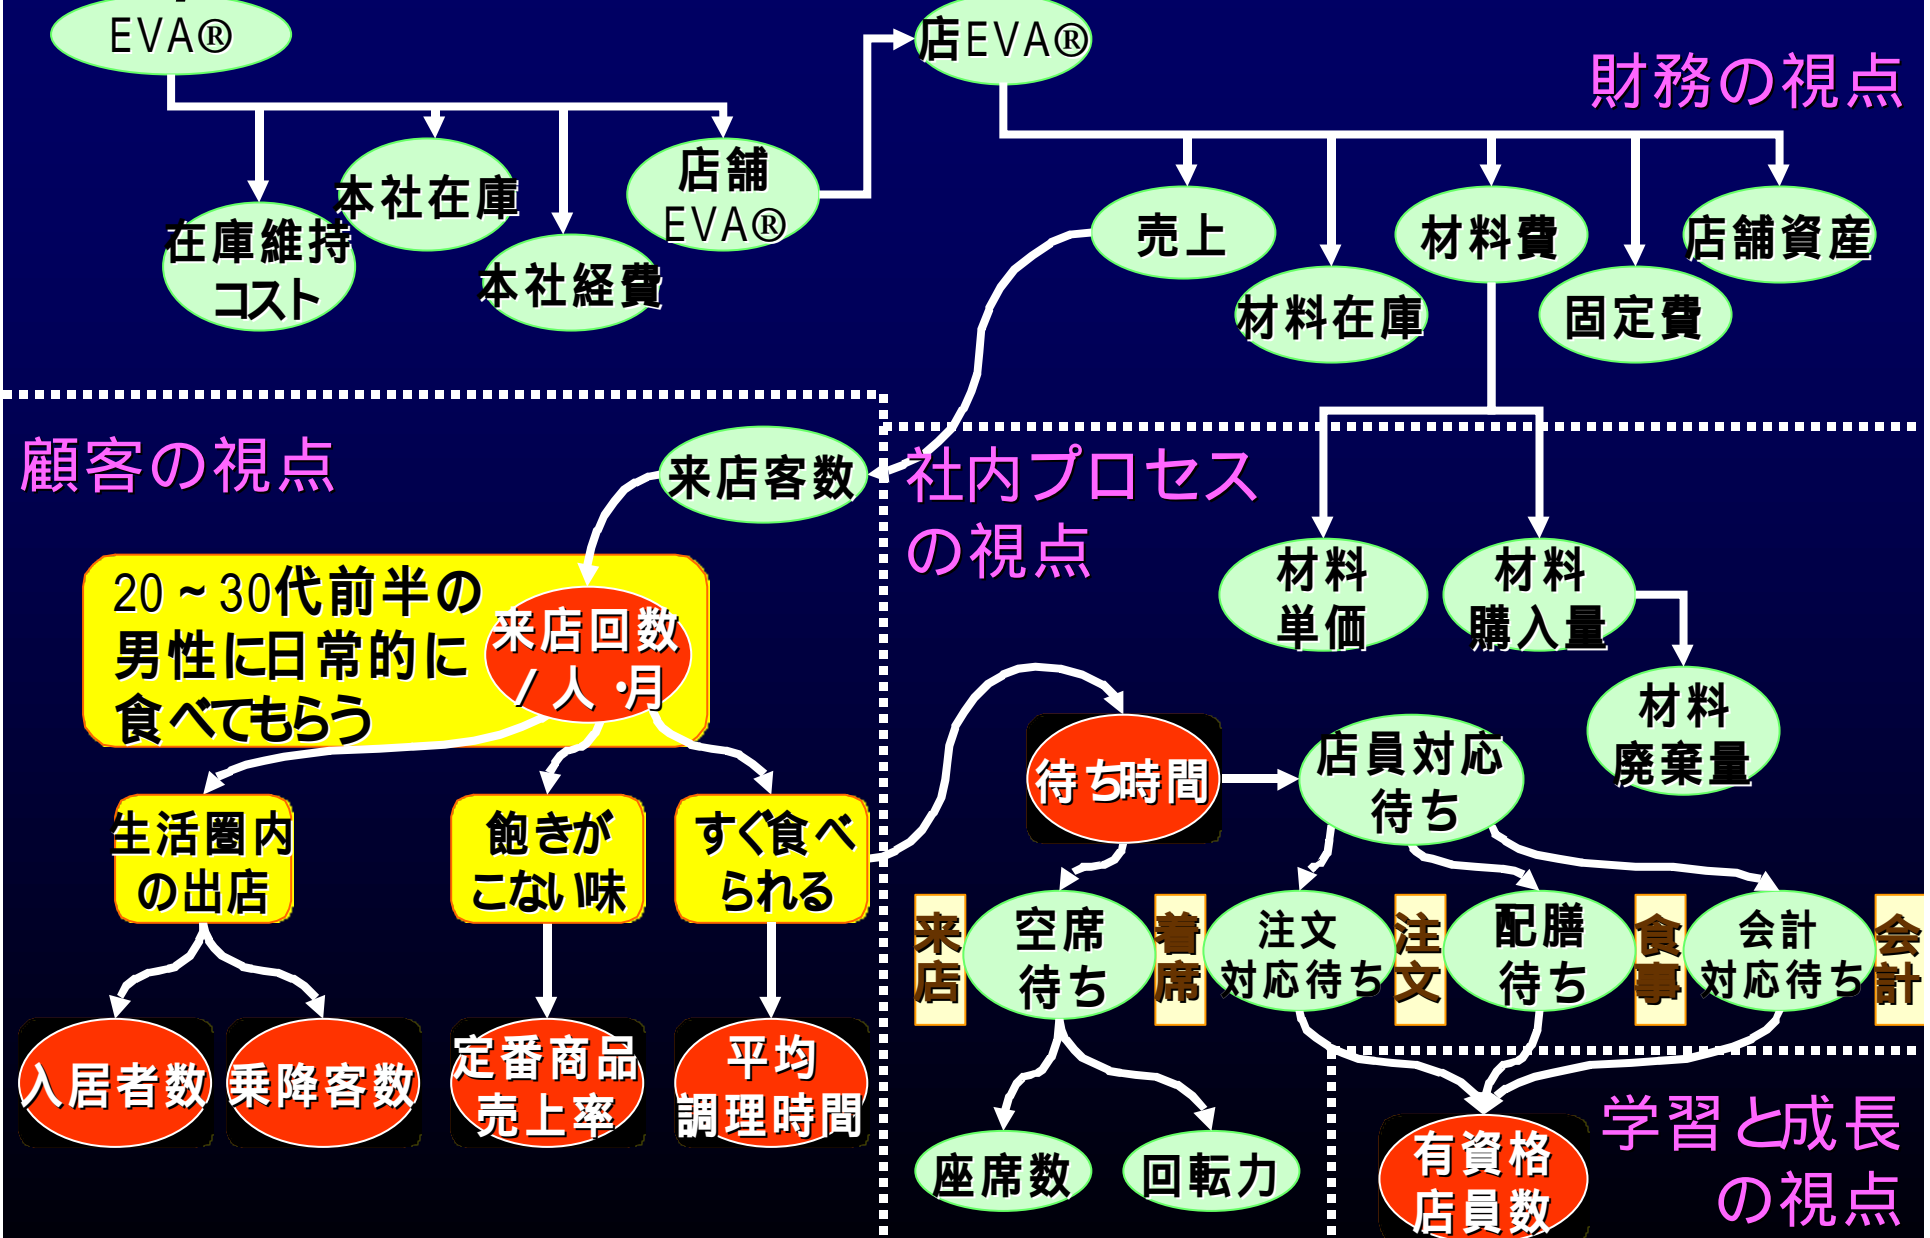 EVA®
店EVA®
財務の視点
本社在庫
店舗
EVA®
在庫維持
コスト
本社経費
売上
材料費
店舗資産
材料在庫
固定費
顧客の視点
来店客数
社内プロセス
の視点
20～30代前半の
男性に日常的に
食べてもらう
来店回数
/人・月
材料
単価
材料
購入量
材料
廃棄量
待ち時間
店員対応
待ち
生活圏内
の出店
飽きが
こない味
すぐ食べ
られる
来店
空席
待ち
着席
注文
対応待ち
注文
配膳
待ち
食事
会計
対応待ち
会計
入居者数
乗降客数
定番商品
売上率
平均
調理時間
座席数
回転力
有資格
店員数
学習と成長
の視点